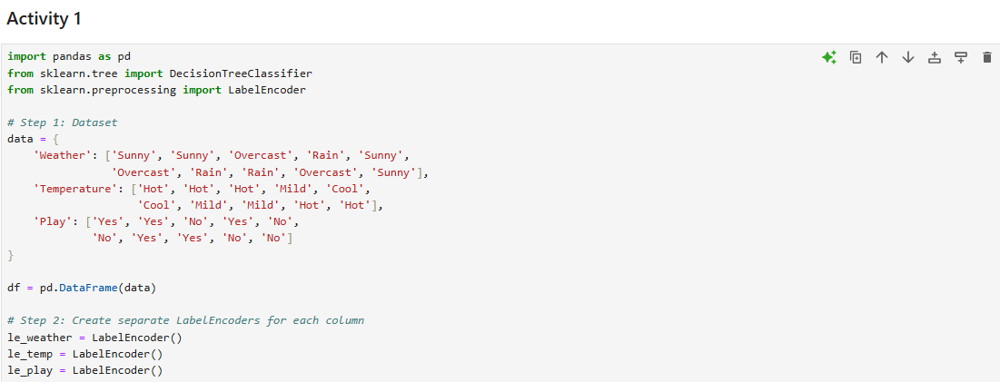 Activity 1
import pandas as pd
from sklearn.tree import DecisionTreeClassifier
from sklearn.preprocessing import LabelEncoder
# Step 1: Dataset
data = {
    'Weather': ['Sunny', 'Sunny', 'Overcast', 'Rain', 'Sunny',
                'Overcast', 'Rain', 'Rain', 'Overcast', 'Sunny'],
    'Temperature': ['Hot', 'Hot', 'Hot', 'Mild', 'Cool',
                    'Cool', 'Mild', 'Mild', 'Hot', 'Hot'],
    'Play': ['Yes', 'Yes', 'No', 'Yes', 'No',
             'No', 'Yes', 'Yes', 'No', 'No']
}
df = pd.DataFrame(data)
# Step 2: Create separate LabelEncoders for each column
le_weather = LabelEncoder()
le_temp = LabelEncoder()
le_play = LabelEncoder()